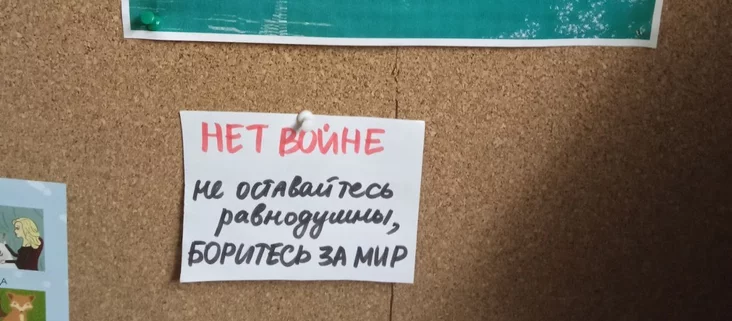 НЕТ ВОЙНЕ
не оставайтесь
равнодушны,
БОРИТЕСЬ ЗА МИР